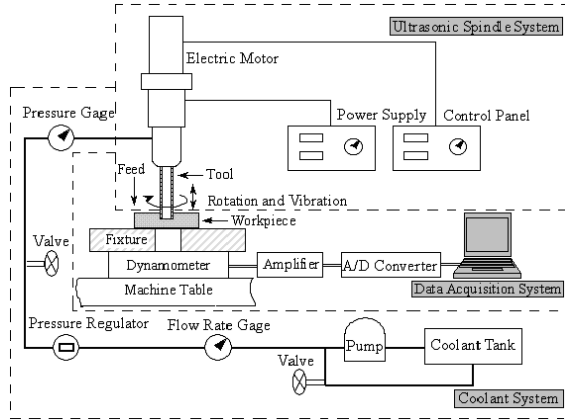 Ultrasonic Spindle System
Electric Motor
Pressure Gage
Power Supply
Control Panel
Feed
Tool
Rotation and Vibration
Workpiece
Valve
Fixture
Dynamometer
Amplifier
A/D Converter
Machine Table
Data Acquisition System
Pressure Regulator
Flow Rate Gage
Pump
Coolant Tank
Valve
Coolant System